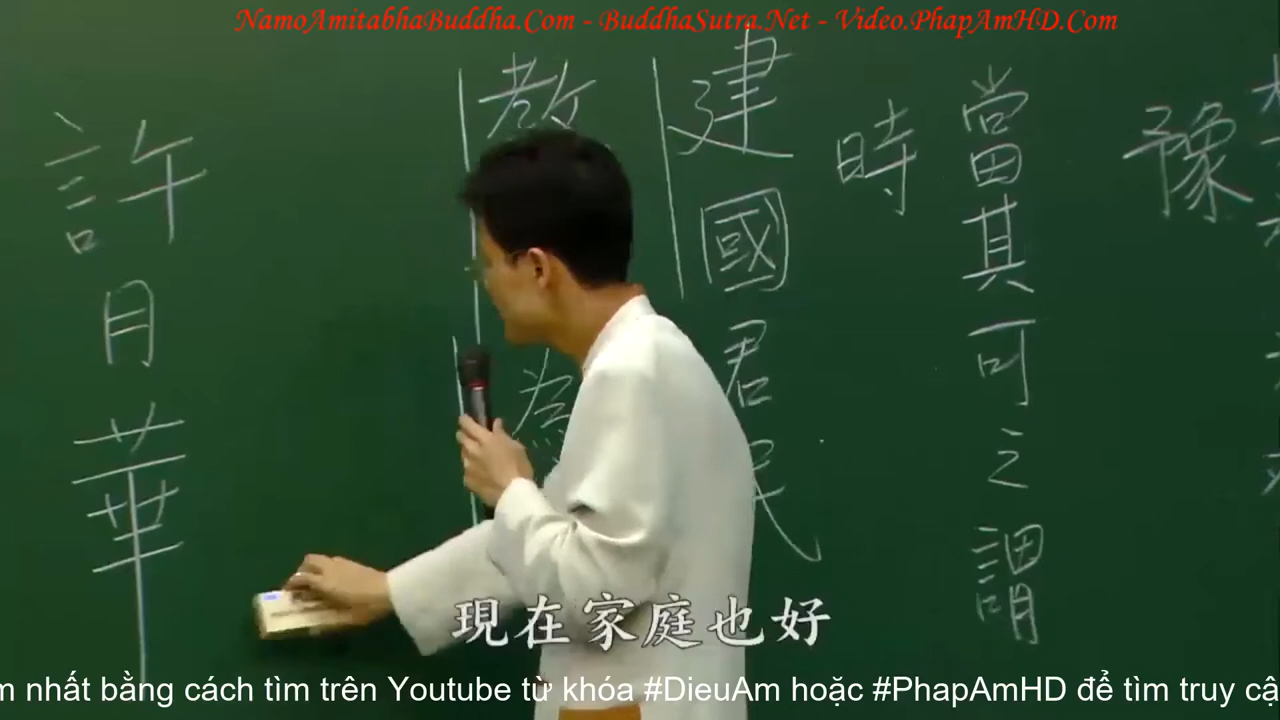 NamoAmitabhaBuddha.Com - BuddhaSutra.Net - Video.PhapAmHD.Com
豫
當其可之謂
時
建國君民
教
為
許月華
現在家庭也好
nhất bằng cách tìm trên Youtube từ khóa #DieuAm hoặc #PhapAmHD để tìm truy cậ